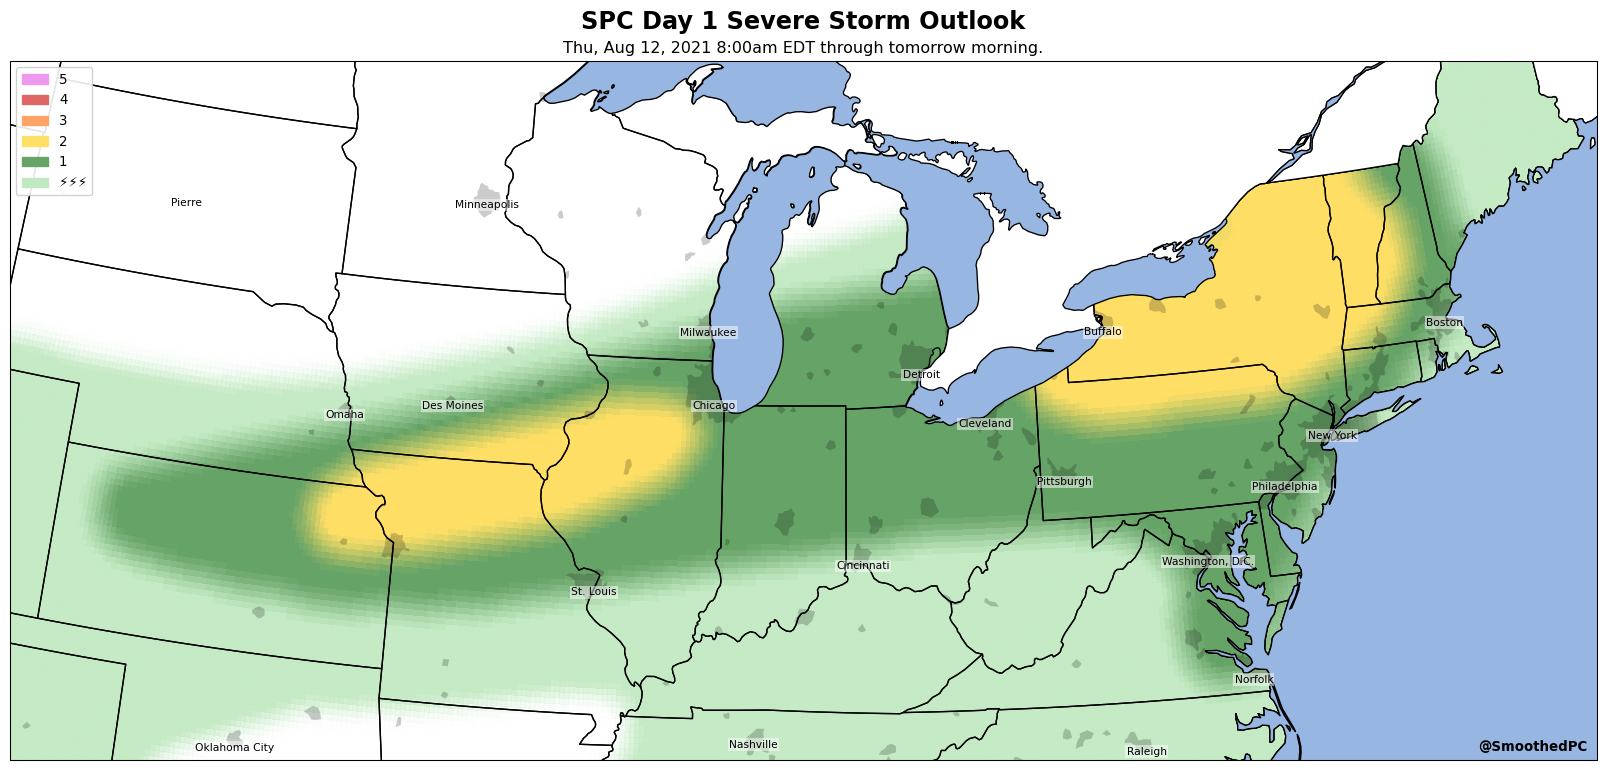 SPC Day 1 Severe Storm Outlook
Thu, Aug 12, 2021 8:00am EDT through tomorrow morning.
5
4
3
2
1
⚡⚡⚡
Pierre
Minneapolis
Milwaukee
Buffalo
Boston
Detroit
Omaha
Des Moines
Chicago
Cleveland
New York
Pittsburgh
Philadelphia
Cincinnati
Washington, D.C.
St. Louis
Norfolk
Oklahoma City
Nashville
Raleigh
@SmoothedPC